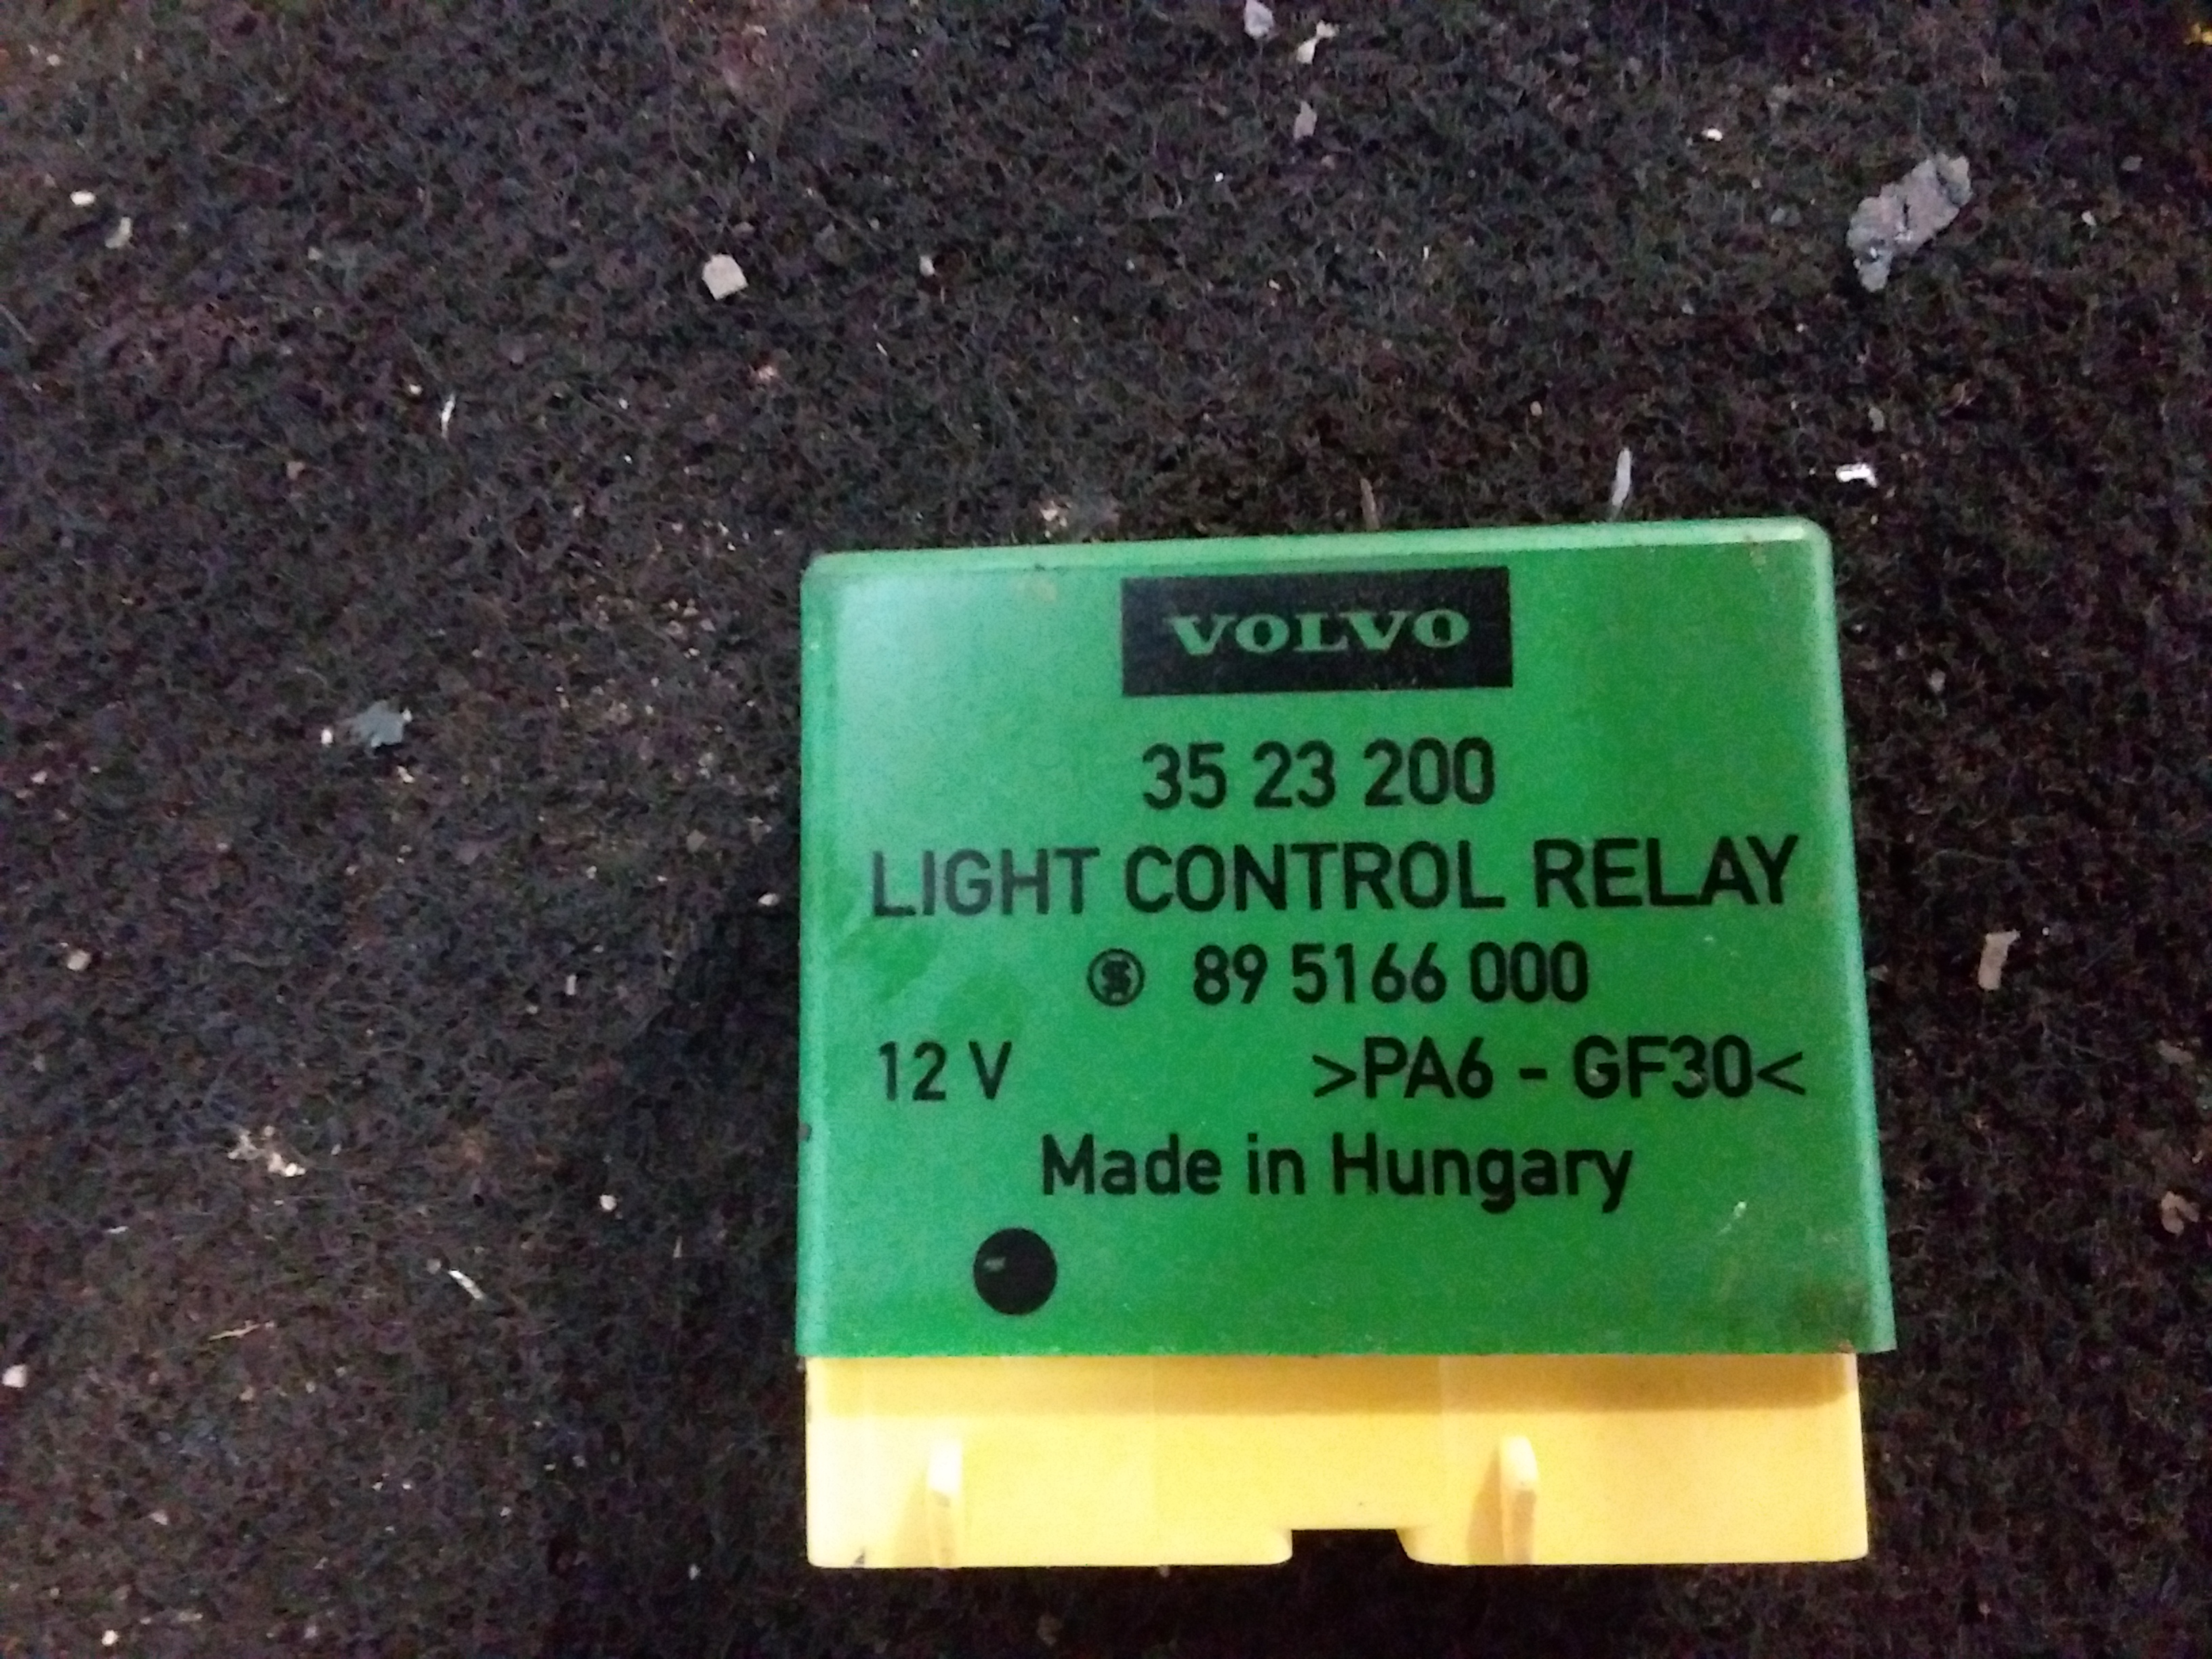 VOLVO
35 23 200
LIGHT CONTROL RELAY
89 5166 000
12 V >PA6 - GF30<
Made in Hungary